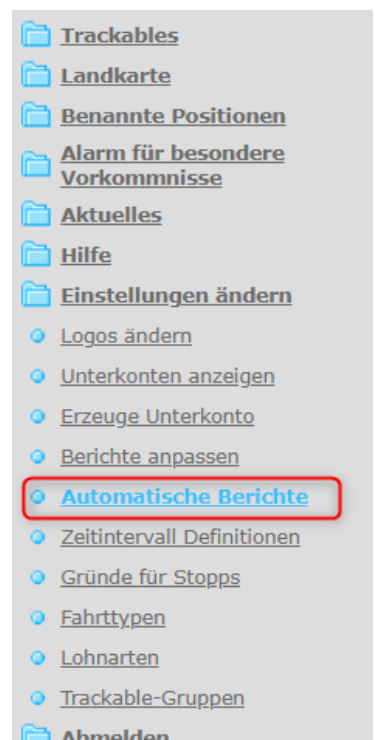 Trackables
Landkarte
Benannte Positionen
Alarm für besondere
Vorkommnisse
Aktuelles
Hilfe
Einstellungen ändern
Logos ändern
Unterkonten anzeigen
Erzeuge Unterkonto
Berichte anpassen
Automatische Berichte
Zeitintervall Definitionen
Gründe für Stopps
Fahrttypen
Lohnarten
Trackable-Gruppen
Abmelden